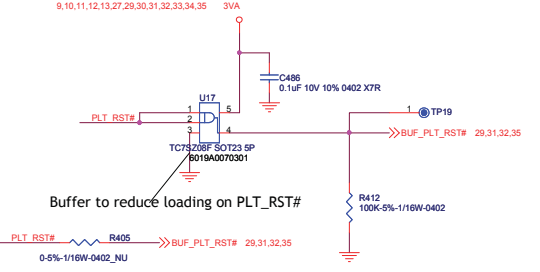 9,10,11,12,13,27,29,30,31,32,33,34,35 3VA
C486
0.1uF 10V 10% 0402 X7R
U17
1 5
PLT_RST# 2
3 4
1 TP19
BUF_PLT_RST# 29,31,32,35
TC7SZ08F SOT23 5P
6019A0070301
Buffer to reduce loading on PLT_RST#
R412
100K-5%-1/16W-0402
PLT_RST# R405 BUF_PLT_RST# 29,31,32,35
0-5%-1/16W-0402_NU